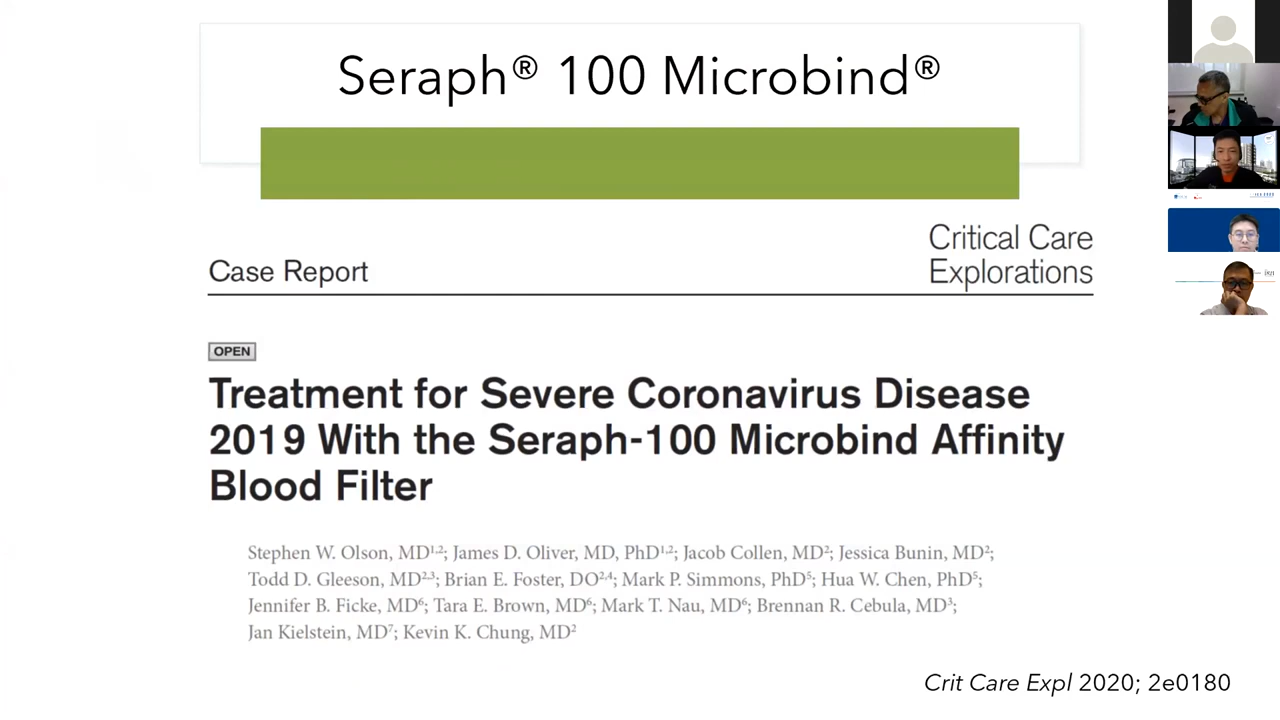 Seraph® 100 Microbind®
Critical Care
Explorations
Case Report
OPEN
Treatment for Severe Coronavirus Disease
2019 With the Seraph-100 Microbind Affinity
Blood Filter
Stephen W. Olson, MD¹,²; James D. Oliver, MD, PhD¹,²; Jacob Collen, MD²; Jessica Bunin, MD²;
Todd D. Gleeson, MD²,³; Brian E. Foster, DO²,⁴; Mark P. Simmons, PhD⁵; Hua W. Chen, PhD⁵;
Jennifer B. Ficke, MD⁶; Tara E. Brown, MD⁶; Mark T. Nau, MD⁶; Brennan R. Cebula, MD³;
Jan Kielstein, MD⁷; Kevin K. Chung, MD²
Crit Care Expl 2020; 2e0180